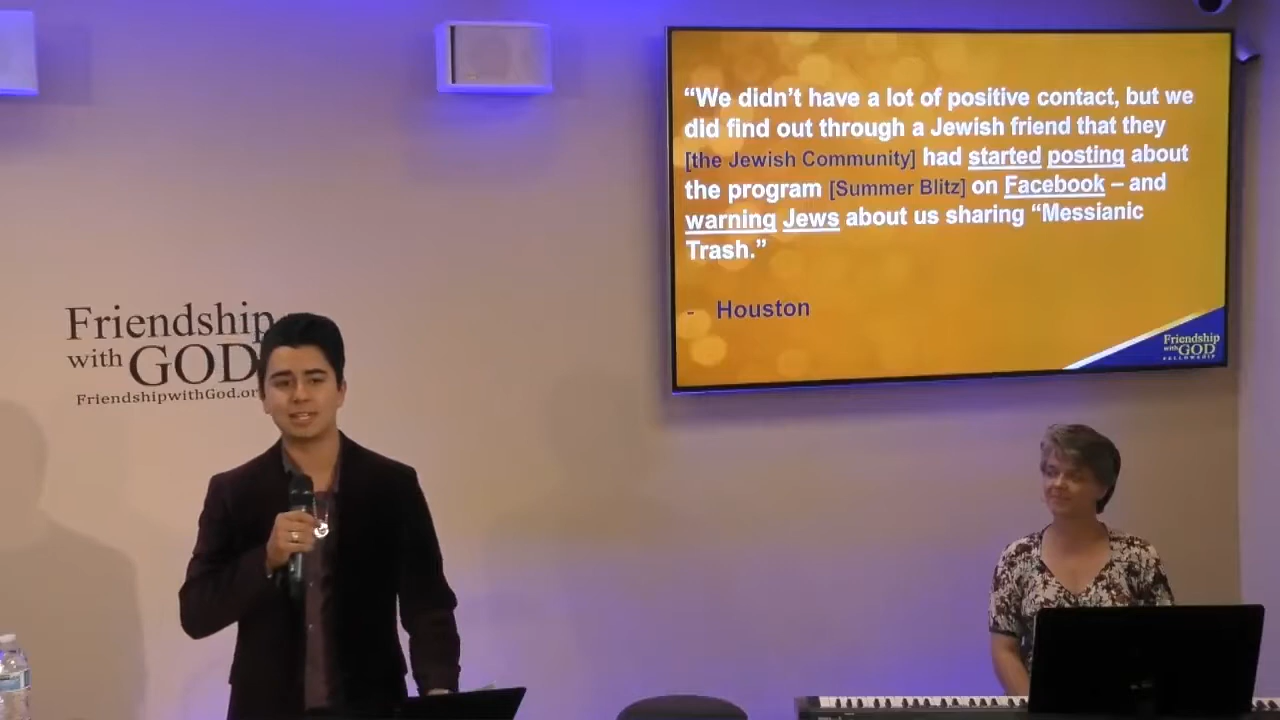 Friendship
with GOD
FriendshipwithGod.or
“We didn’t have a lot of positive contact, but we
did find out through a Jewish friend that they
[the Jewish Community] had started posting about
the program [Summer Blitz] on Facebook – and
warning Jews about us sharing “Messianic
Trash.”
- Houston
Friendship
with GOD
FELLOWSHIP